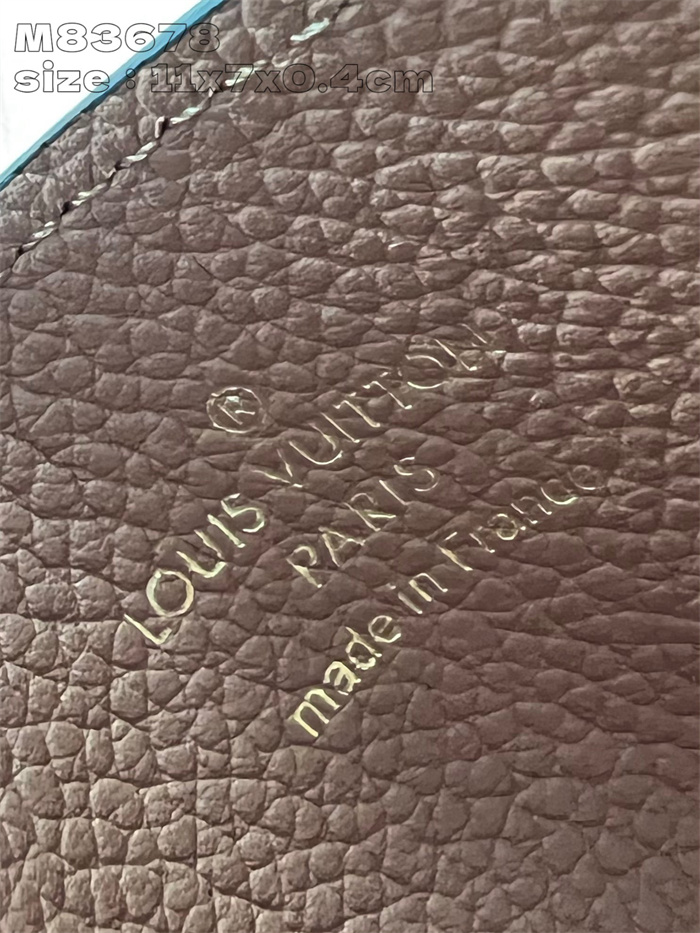 M83678
size : 11x7x0.4cm
®
LOUIS VUITTON
PARIS
made in France